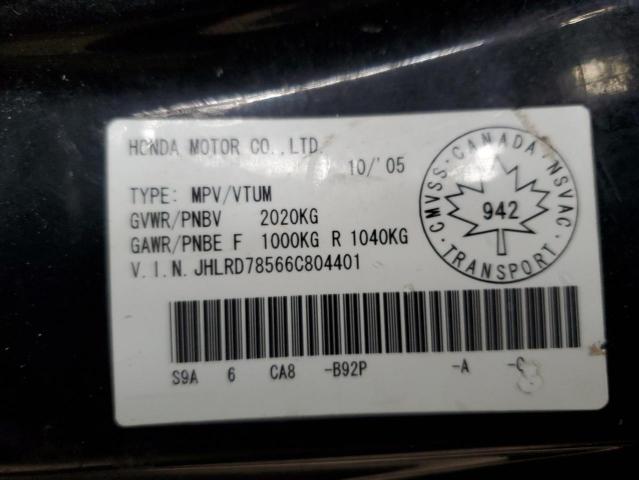 HONDA MOTOR CO.,LTD.
10/'05
TYPE: MPV/VTUM
GVWR/PNBV 2020KG
GAWR/PNBE F 1000KG R 1040KG
V.I.N.JHLRD78566C804401
CMVSS · CANADA · NSVAC
942
TRANSPORT
S9A 6 CA8 -B92P -A -C